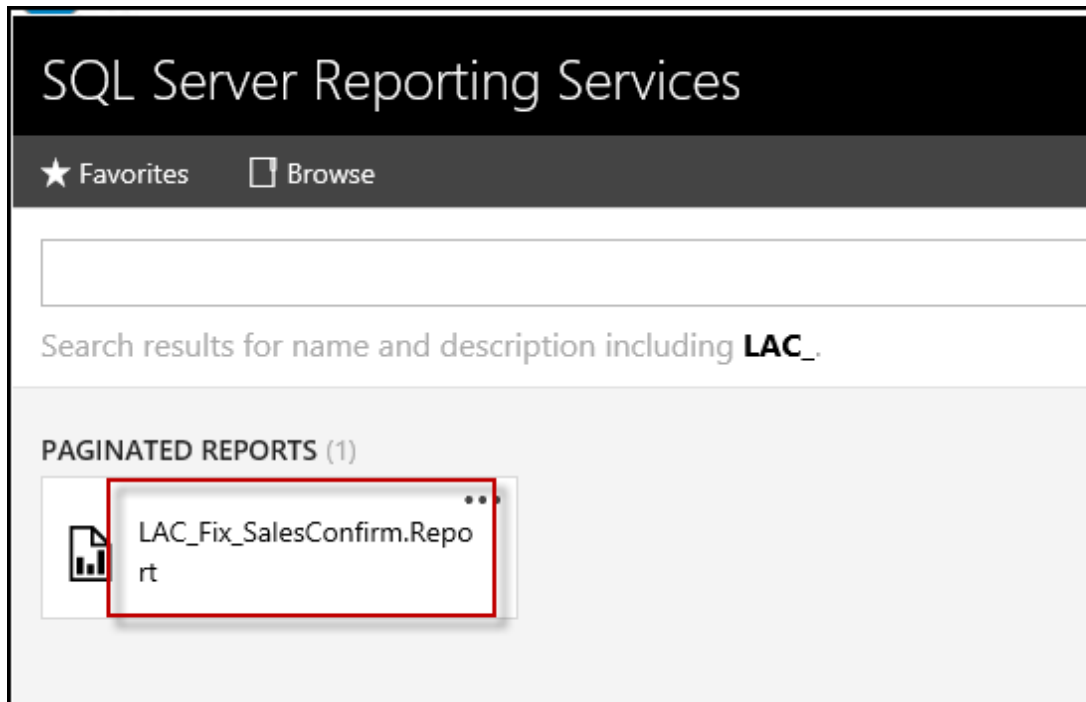 SQL Server Reporting Services
Favorites Browse
Search results for name and description including LAC_.
PAGINATED REPORTS (1)
LAC_Fix_SalesConfirm.Repo
rt